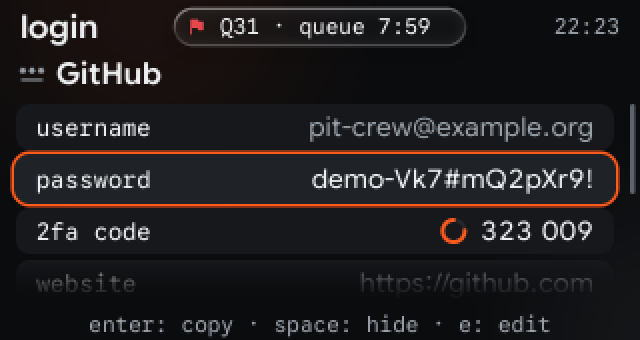 login Q31 · queue 7:59 22:23
GitHub
username pit-crew@example.org
password demo-Vk7#mQ2pXr9!
2fa code 323 009
website https://github.com
enter: copy · space: hide · e: edit